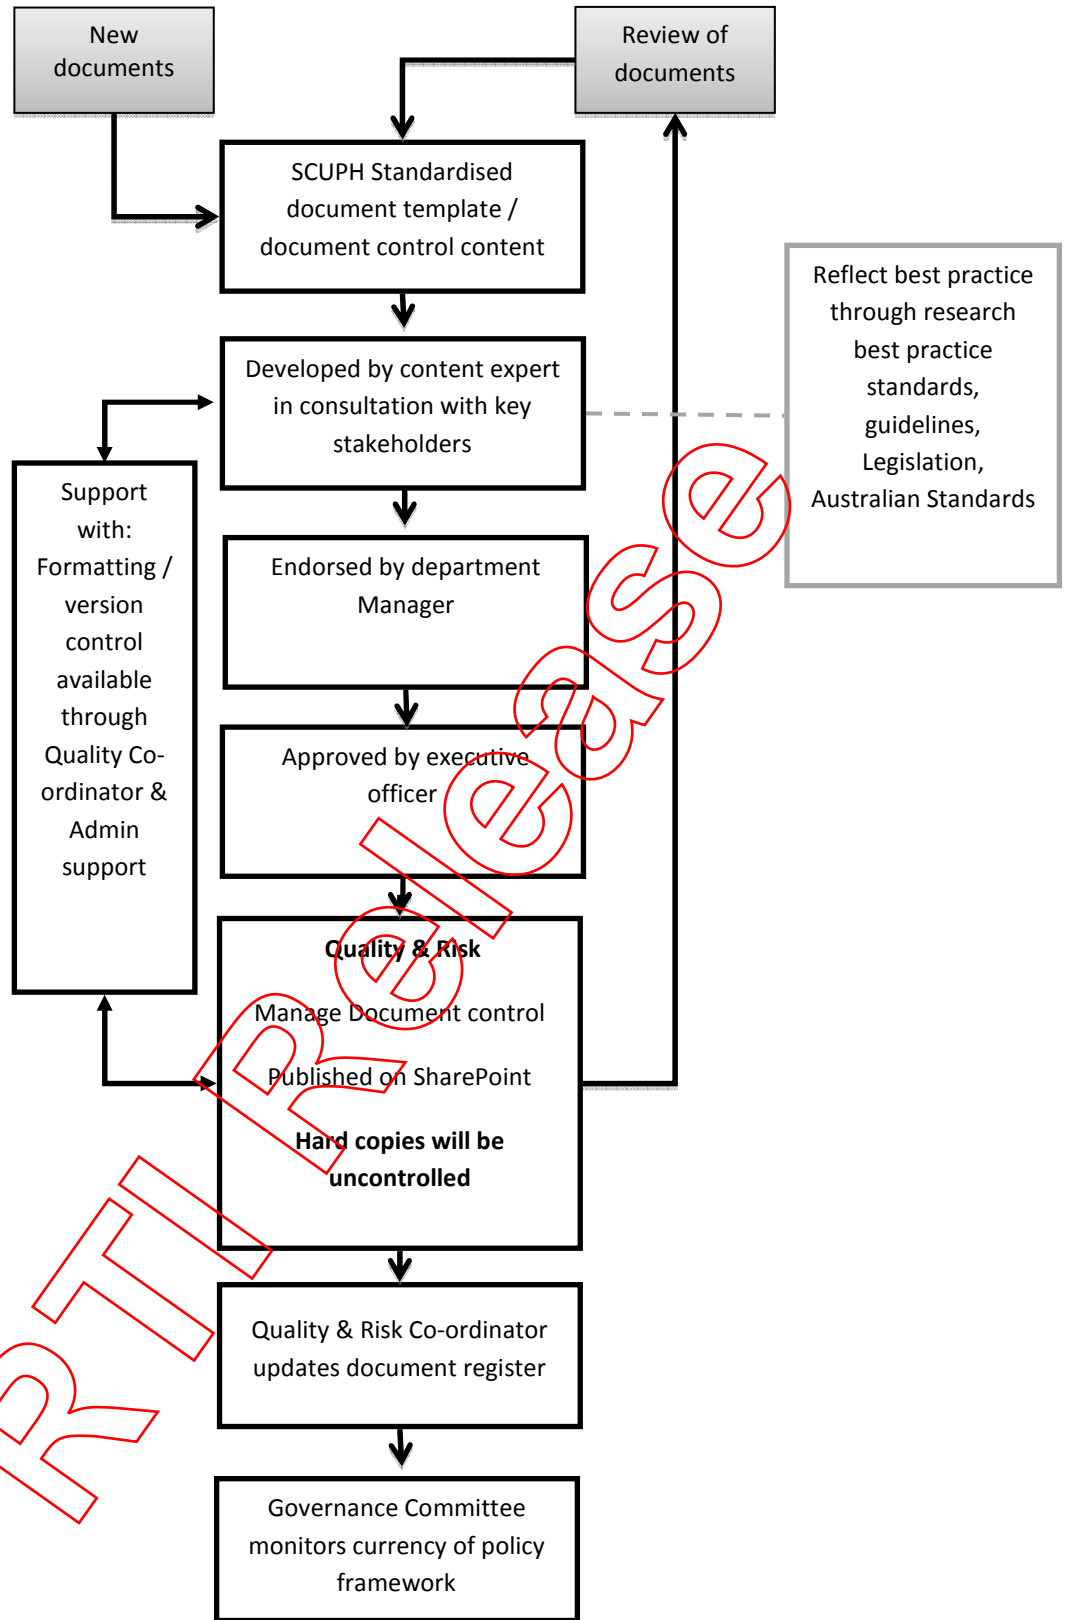 New
documents
Review of
documents
SCUPH Standardised
document template /
document control content
Reflect best practice
through research
best practice
standards,
guidelines,
Legislation,
Australian Standards
Developed by content expert
in consultation with key
stakeholders
Support
with:
Formatting /
version
control
available
through
Quality Co-
ordinator &
Admin
support
Endorsed by department
Manager
Approved by executive
officer
Quality & Risk
Manage Document control
Published on SharePoint
Hard copies will be
uncontrolled
Quality & Risk Co-ordinator
updates document register
Governance Committee
monitors currency of policy
framework
RTI Release